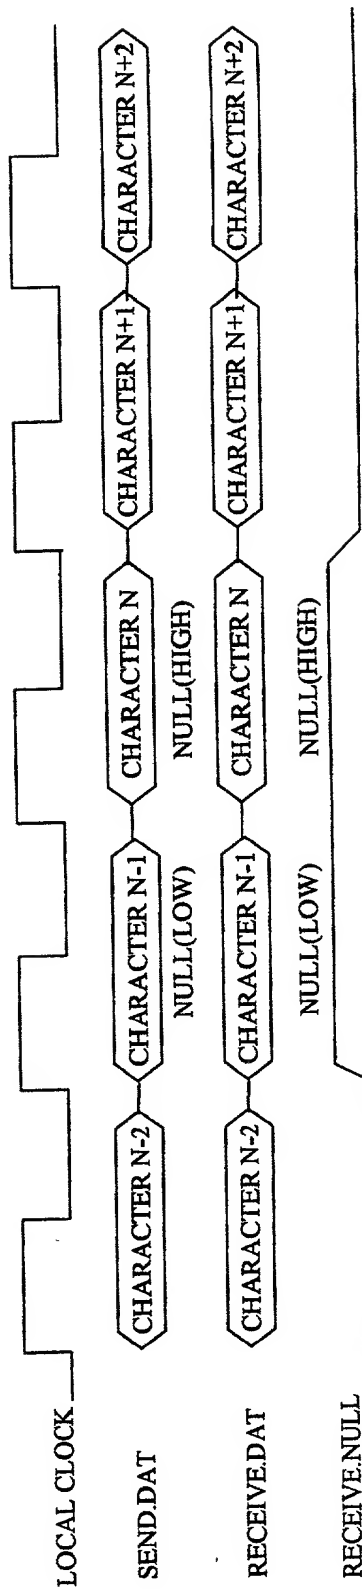 LOCAL CLOCK
SEND.DAT
CHARACTER N-2
CHARACTER N-1
CHARACTER N
CHARACTER N+1
CHARACTER N+2
NULL(LOW)
NULL(HIGH)
RECEIVE.DAT
CHARACTER N-2
CHARACTER N-1
CHARACTER N
CHARACTER N+1
CHARACTER N+2
NULL(LOW)
NULL(HIGH)
RECEIVE.NULL